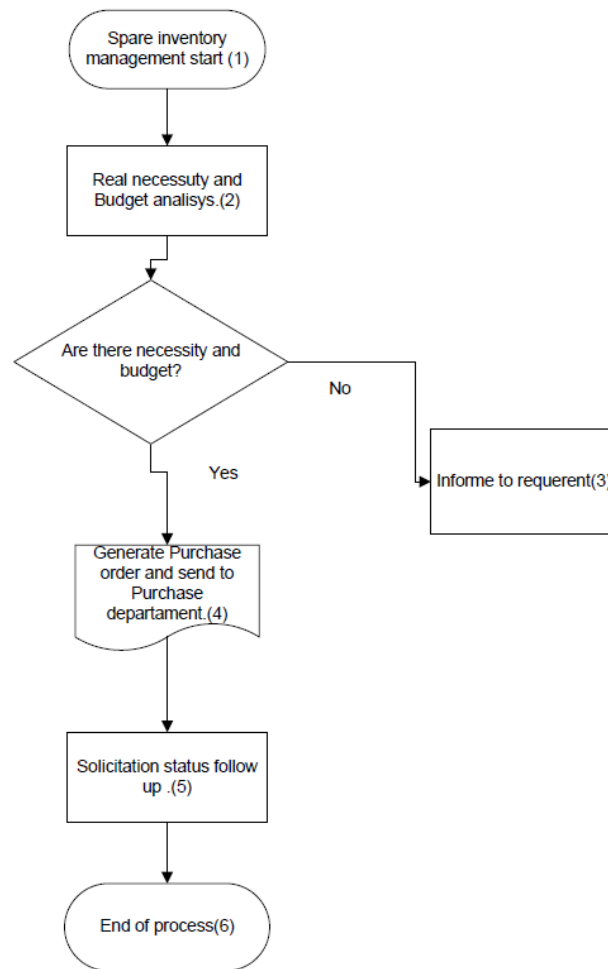 Spare inventory
management start (1)
Real necessuty and
Budget analisys.(2)
Are there necessity and
budget?
No
Yes
Informe to requerent(3)
Generate Purchase
order and send to
Purchase
departament.(4)
Solicitation status follow
up .(5)
End of process(6)